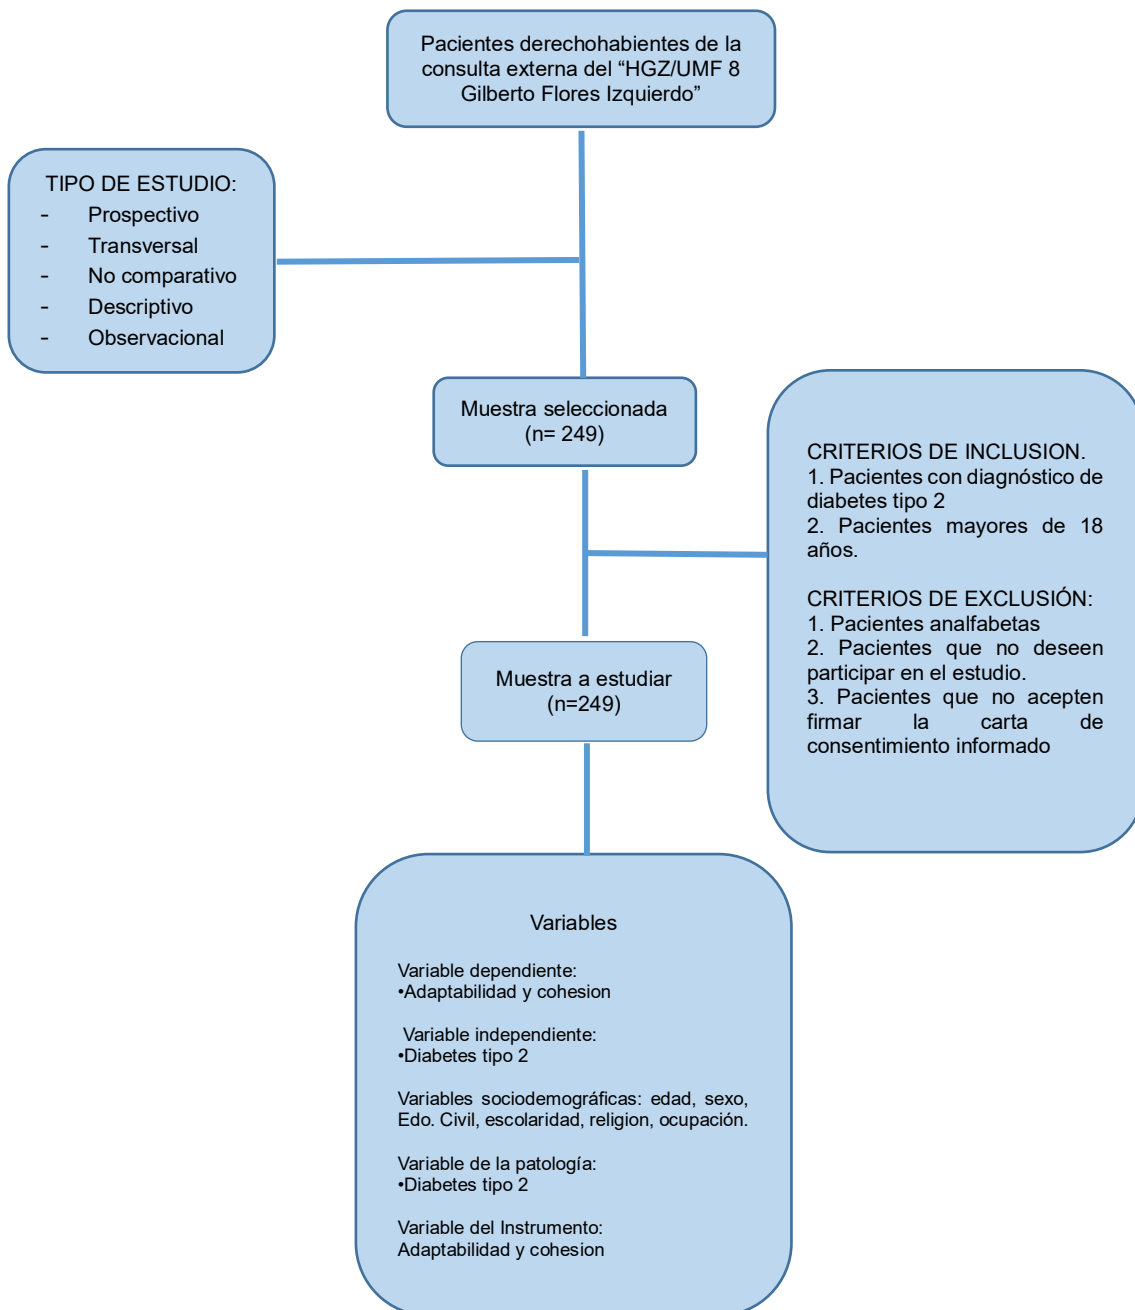 Pacientes derechohabientes de la
consulta externa del “HGZ/UMF 8
Gilberto Flores Izquierdo”
TIPO DE ESTUDIO:
- Prospectivo
- Transversal
- No comparativo
- Descriptivo
- Observacional
Muestra seleccionada
(n= 249)
CRITERIOS DE INCLUSION.
1. Pacientes con diagnóstico de
diabetes tipo 2
2. Pacientes mayores de 18
años.
CRITERIOS DE EXCLUSIÓN:
1. Pacientes analfabetas
2. Pacientes que no deseen
participar en el estudio.
3. Pacientes que no acepten
firmar la carta de
consentimiento informado
Muestra a estudiar
(n=249)
Variables
Variable dependiente:
•Adaptabilidad y cohesion
Variable independiente:
•Diabetes tipo 2
Variables sociodemográficas: edad, sexo,
Edo. Civil, escolaridad, religion, ocupación.
Variable de la patología:
•Diabetes tipo 2
Variable del Instrumento:
Adaptabilidad y cohesion